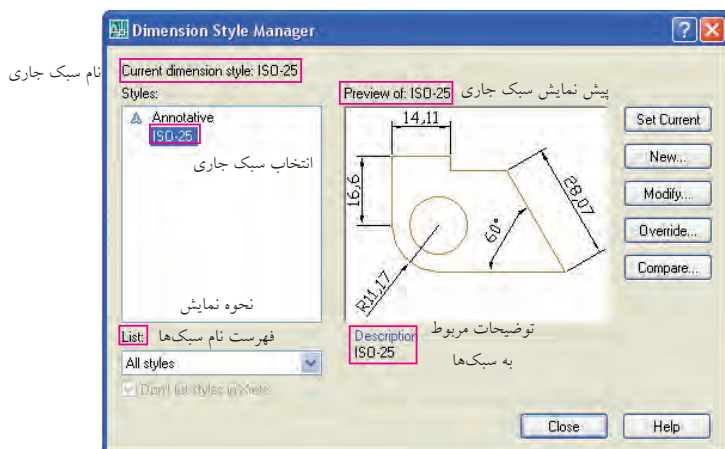 Dimension Style Manager
نام سبک جاری
Current dimension style: ISO-25
Styles:
Annotative
ISO-25
انتخاب سبک جاری
نحوه نمایش
List:
فهرست نام سبک‌ها
All styles
Don't list styles in Xrefs
Preview of: ISO-25
پیش نمایش سبک جاری
14,11
16,6
28,07
60°
R11,17
Description
ISO-25
توضیحات مربوط
به سبک‌ها
Set Current
New...
Modify...
Override...
Compare...
Close
Help